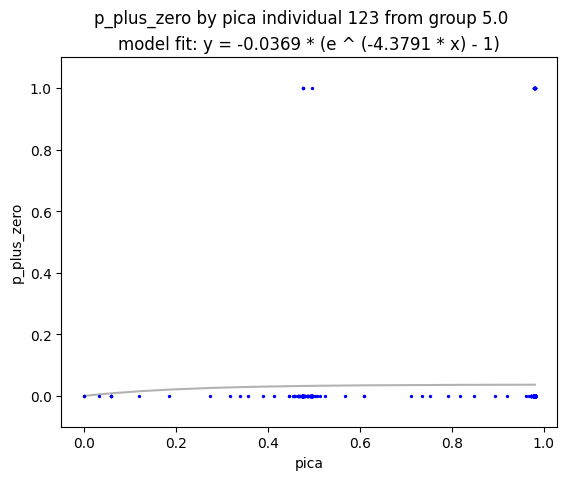 p_plus_zero by pica individual 123 from group 5.0
model fit: y = -0.0369 * (e ^ (-4.3791 * x) - 1)
1.0
0.8
0.6
0.4
0.2
0.0
p_plus_zero
0.0 0.2 0.4 0.6 0.8 1.0
pica